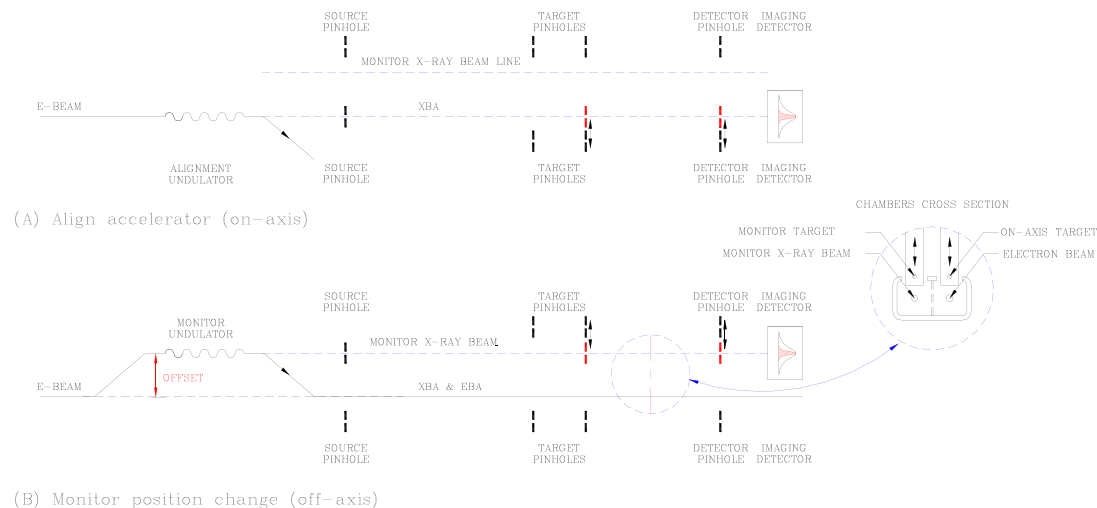 SOURCE
PINHOLE
TARGET
PINHOLES
DETECTOR
PINHOLE
IMAGING
DETECTOR
MONITOR X-RAY BEAM LINE
E-BEAM
XBA
ALIGNMENT
UNDULATOR
SOURCE
PINHOLE
TARGET
PINHOLES
DETECTOR
PINHOLE
IMAGING
DETECTOR
(A) Align accelerator (on-axis)
CHAMBERS CROSS SECTION
MONITOR TARGET
ON-AXIS TARGET
MONITOR X-RAY BEAM
ELECTRON BEAM
SOURCE
PINHOLE
TARGET
PINHOLES
DETECTOR
PINHOLE
IMAGING
DETECTOR
MONITOR
UNDULATOR
MONITOR X-RAY BEAM
OFFSET
E-BEAM
XBA & EBA
SOURCE
PINHOLE
TARGET
PINHOLES
DETECTOR
PINHOLE
IMAGING
DETECTOR
(B) Monitor position change (off-axis)